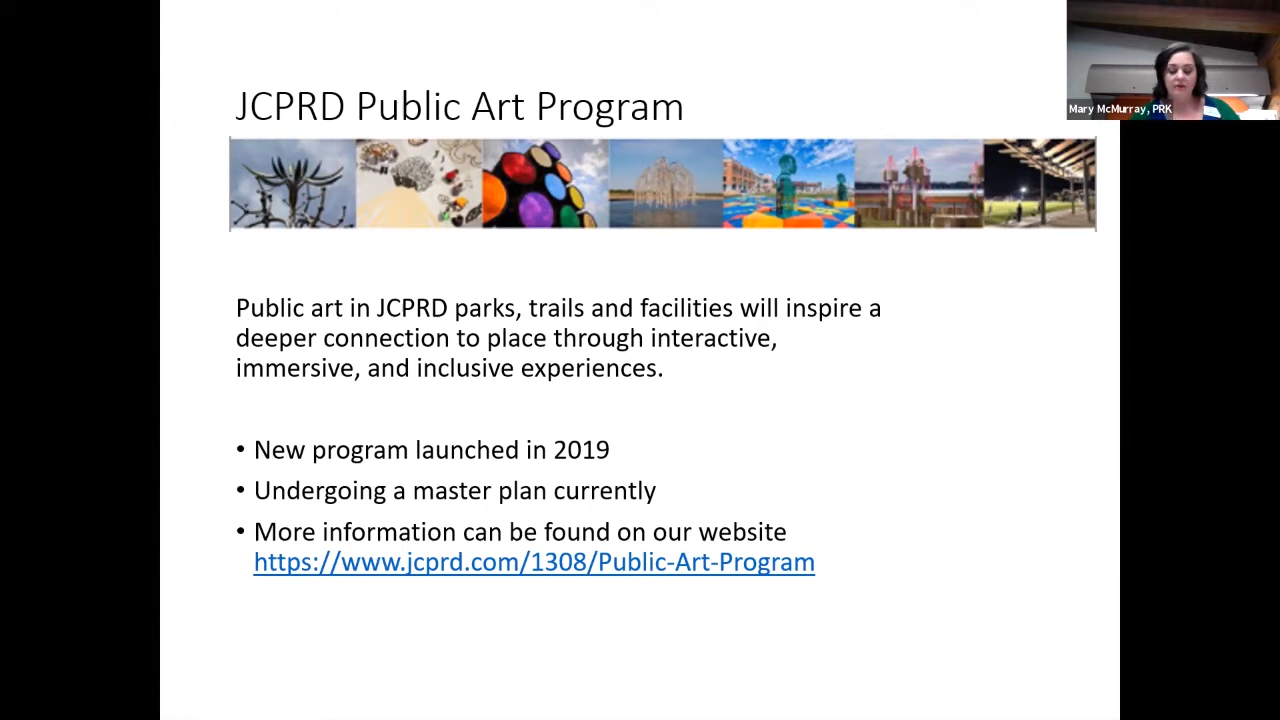 JCPRD Public Art Program
Mary McMurray, PRK
Public art in JCPRD parks, trails and facilities will inspire a
deeper connection to place through interactive,
immersive, and inclusive experiences.
• New program launched in 2019
• Undergoing a master plan currently
• More information can be found on our website
https://www.jcprd.com/1308/Public-Art-Program